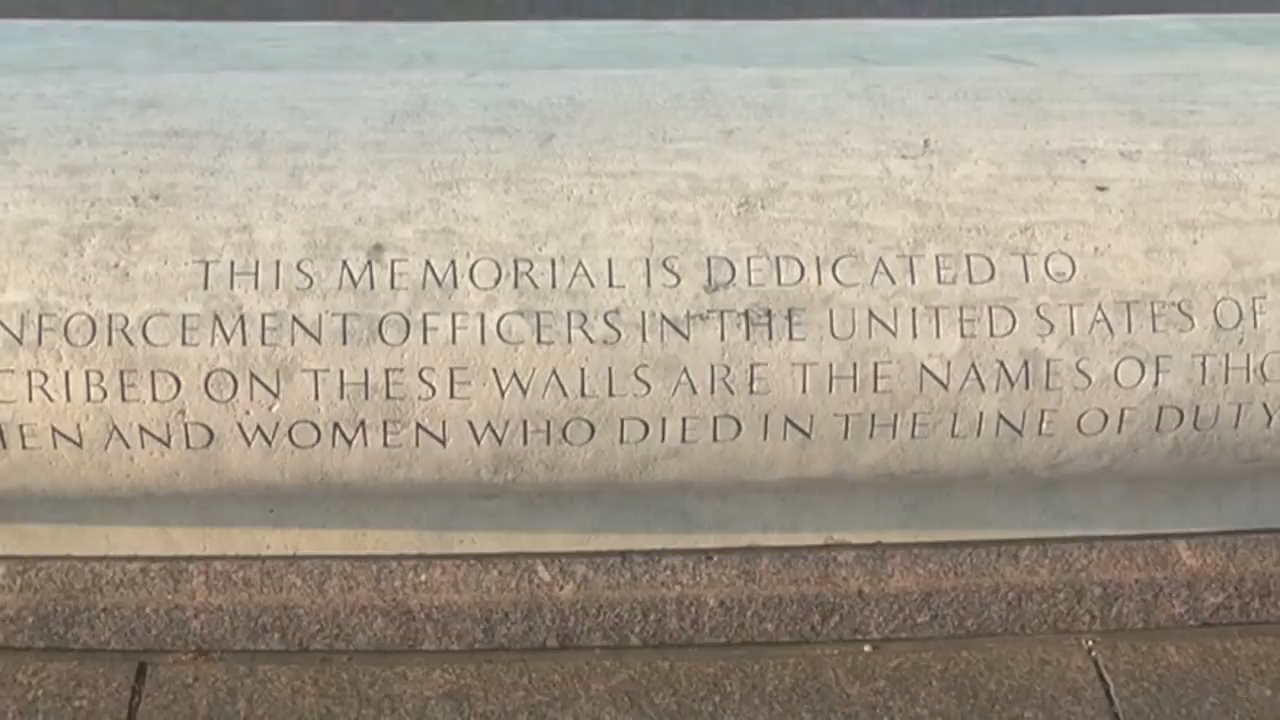 THIS MEMORIAL IS DEDICATED TO
NFORCEMENT OFFICERS IN THE UNITED STATES OF
CRIBED ON THESE WALLS ARE THE NAMES OF THO
EN AND WOMEN WHO DIED IN THE LINE OF DUTY